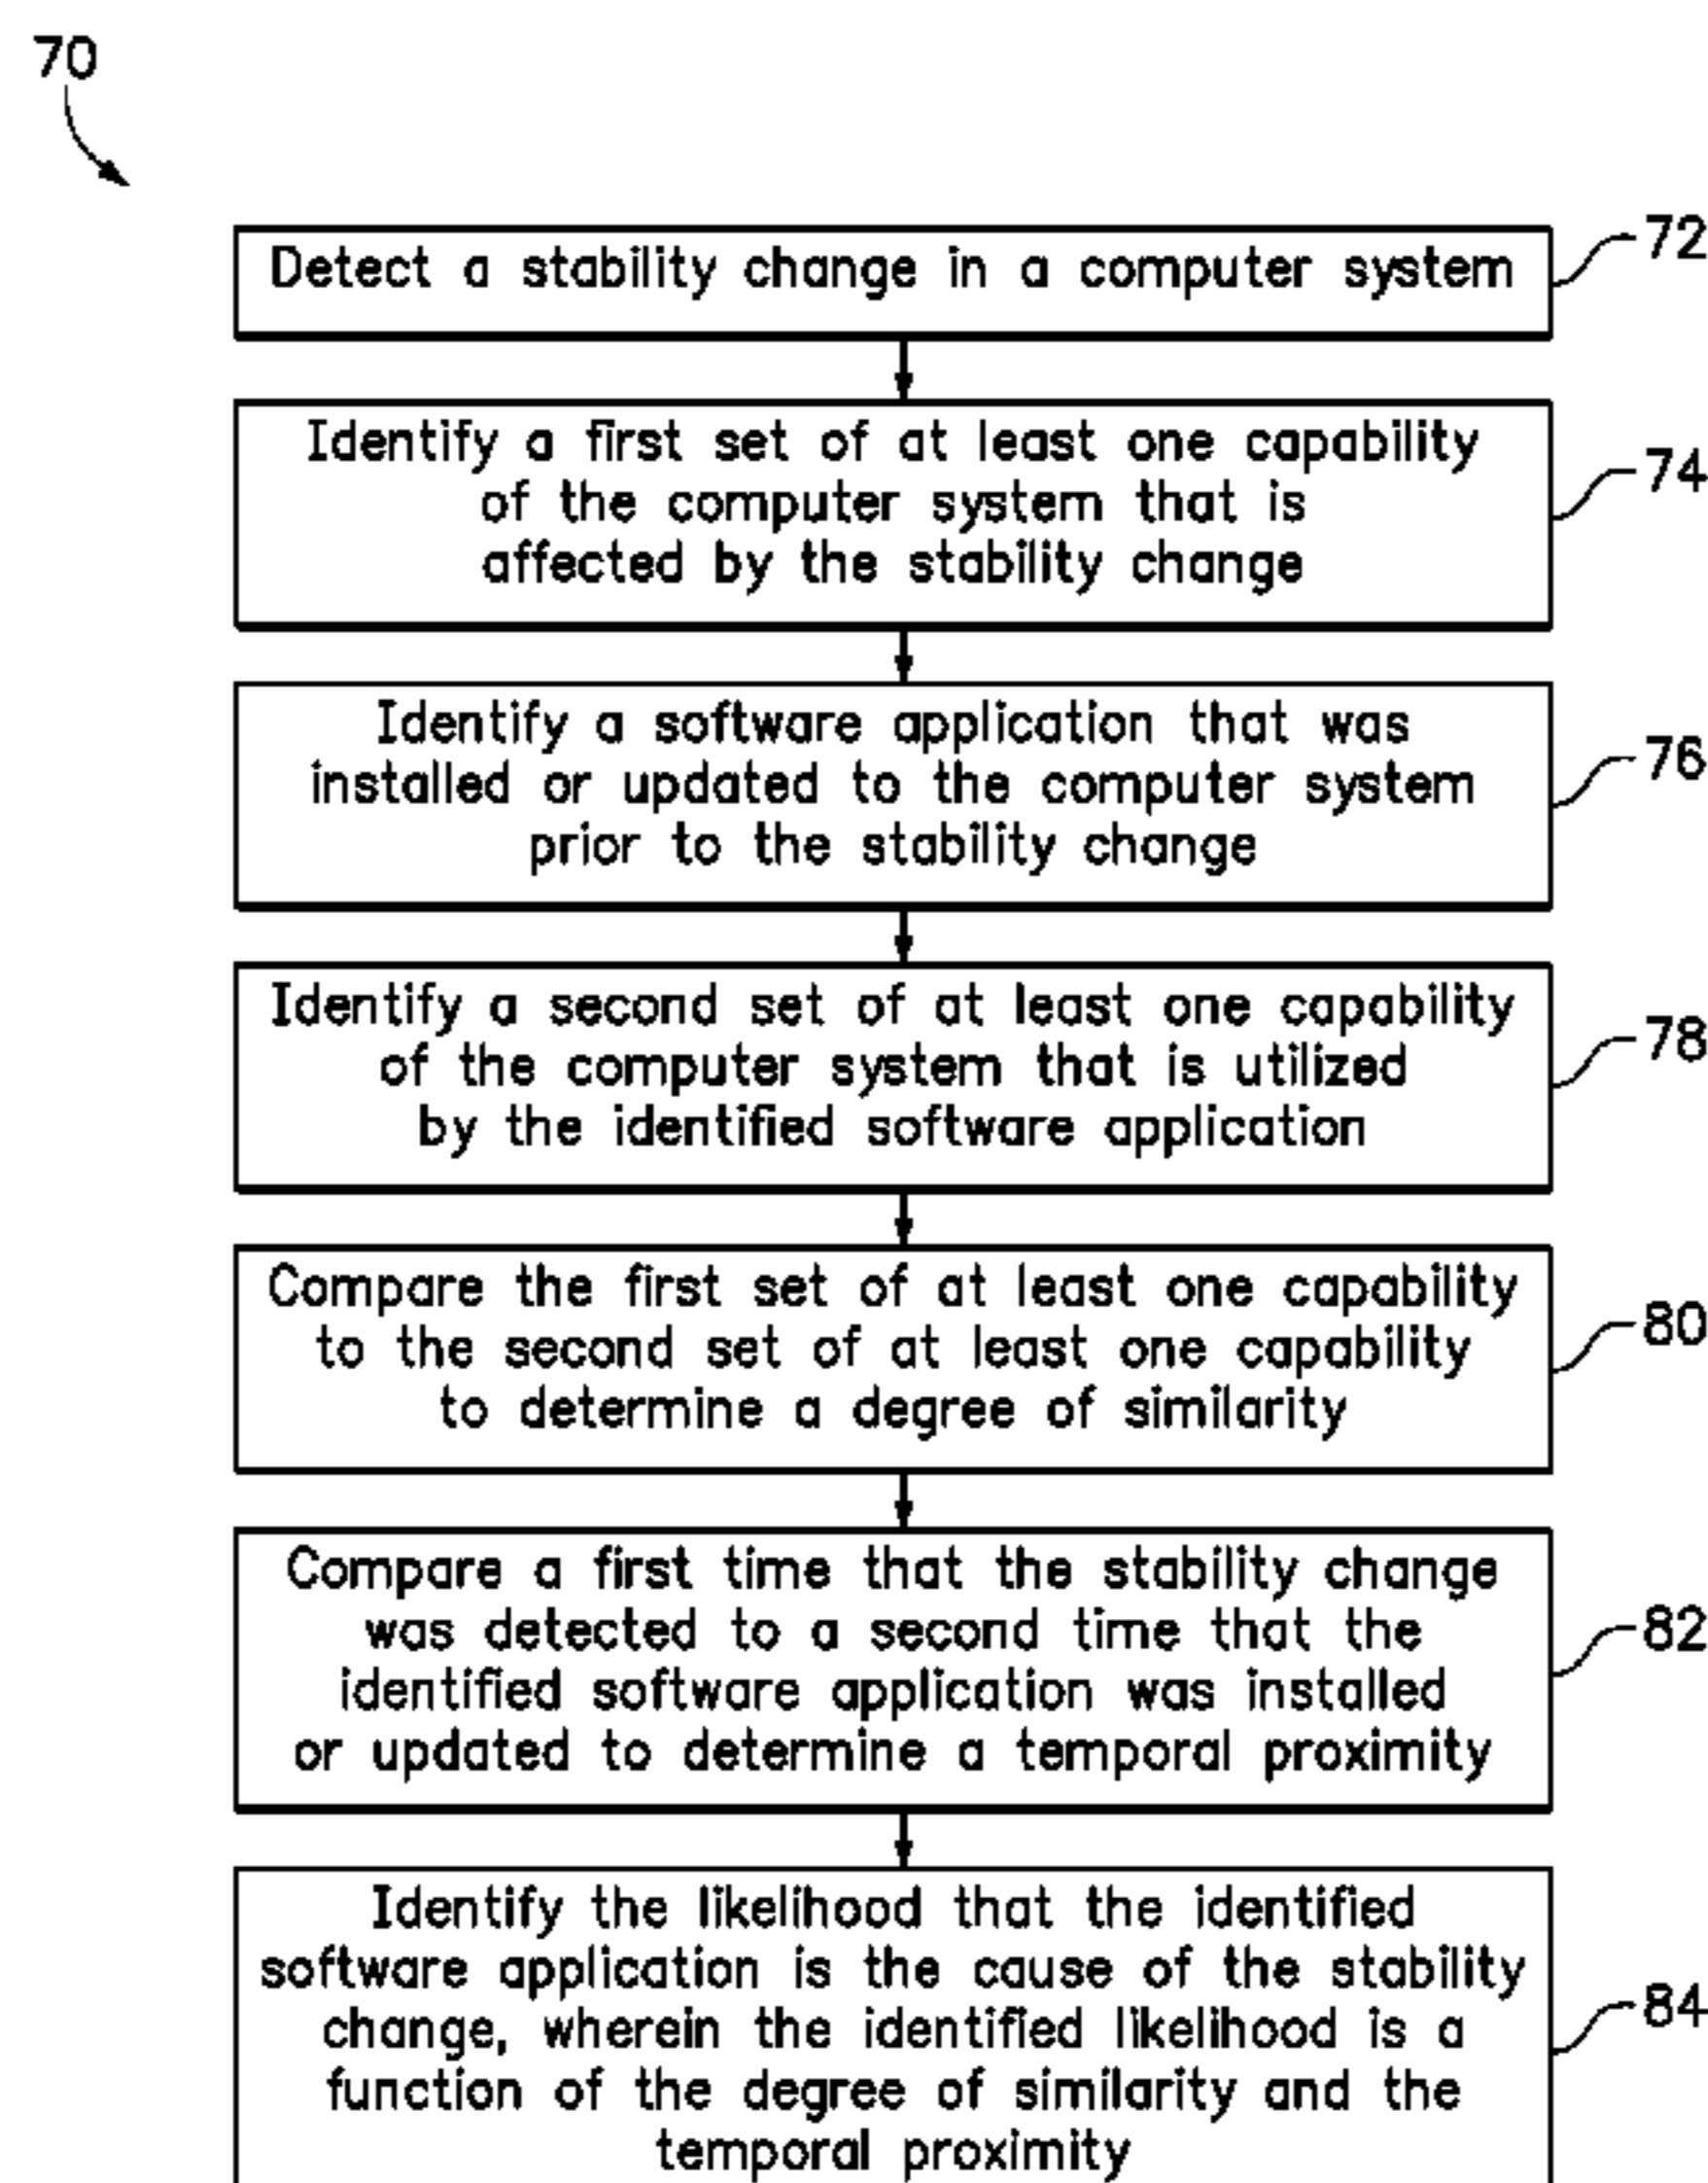 70
Detect a stability change in a computer system
72
Identify a first set of at least one capability
of the computer system that is
affected by the stability change
74
Identify a software application that was
installed or updated to the computer system
prior to the stability change
76
Identify a second set of at least one capability
of the computer system that is utilized
by the identified software application
78
Compare the first set of at least one capability
to the second set of at least one capability
to determine a degree of similarity
80
Compare a first time that the stability change
was detected to a second time that the
identified software application was installed
or updated to determine a temporal proximity
82
Identify the likelihood that the identified
software application is the cause of the stability
change, wherein the identified likelihood is a
function of the degree of similarity and the
temporal proximity
84